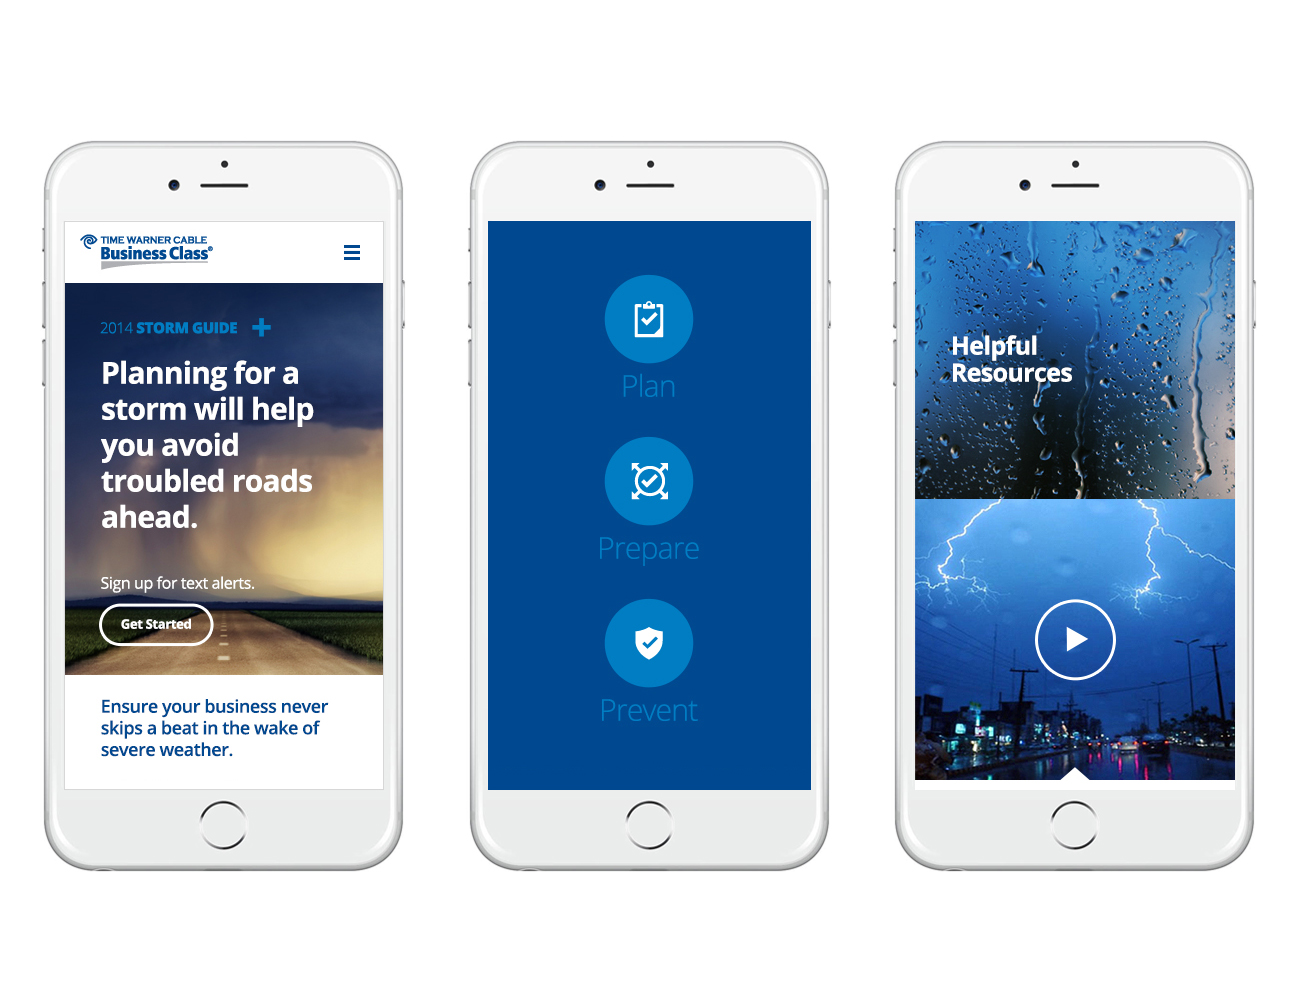 TIME WARNER CABLE
Business Class®
2014 STORM GUIDE
Planning for a
storm will help
you avoid
troubled roads
ahead.
Sign up for text alerts.
Get Started
Ensure your business never
skips a beat in the wake of
severe weather.
Plan
Prepare
Prevent
Helpful
Resources